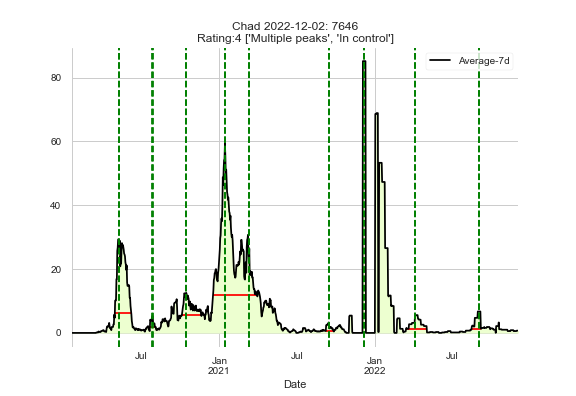 Chad 2022-12-02: 7646
Rating:4 ['Multiple peaks', 'In control']
Average-7d
80
60
40
20
0
Jul
Jan
2021
Jul
Jan
2022
Jul
Date